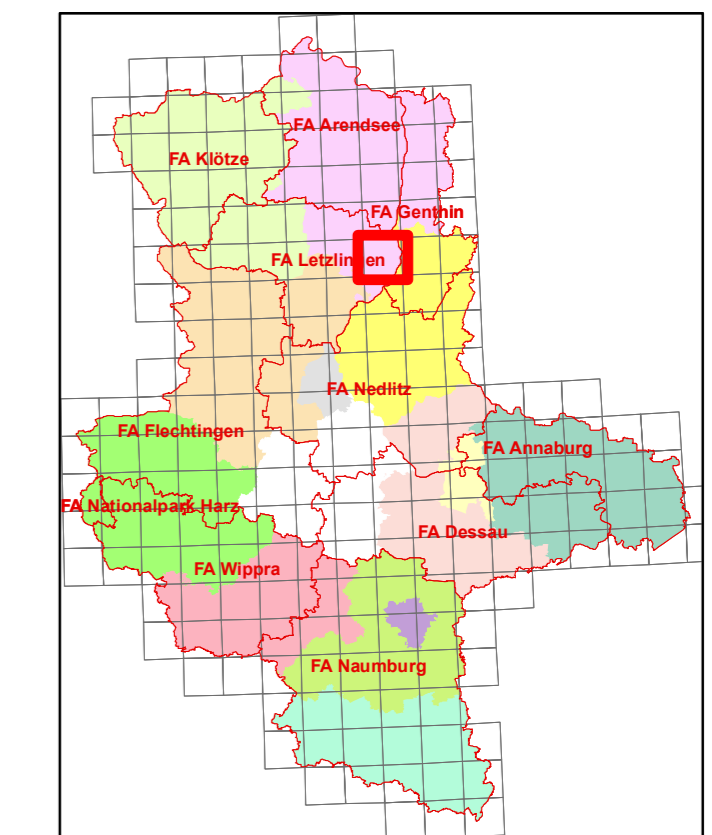 FA Arendsee
FA Klötze
FA Genthin
FA Letzlingen
FA Nedlitz
FA Flechtingen
FA Annaburg
FA Nationalpark Harz
FA Dessau
FA Wippra
FA Naumburg